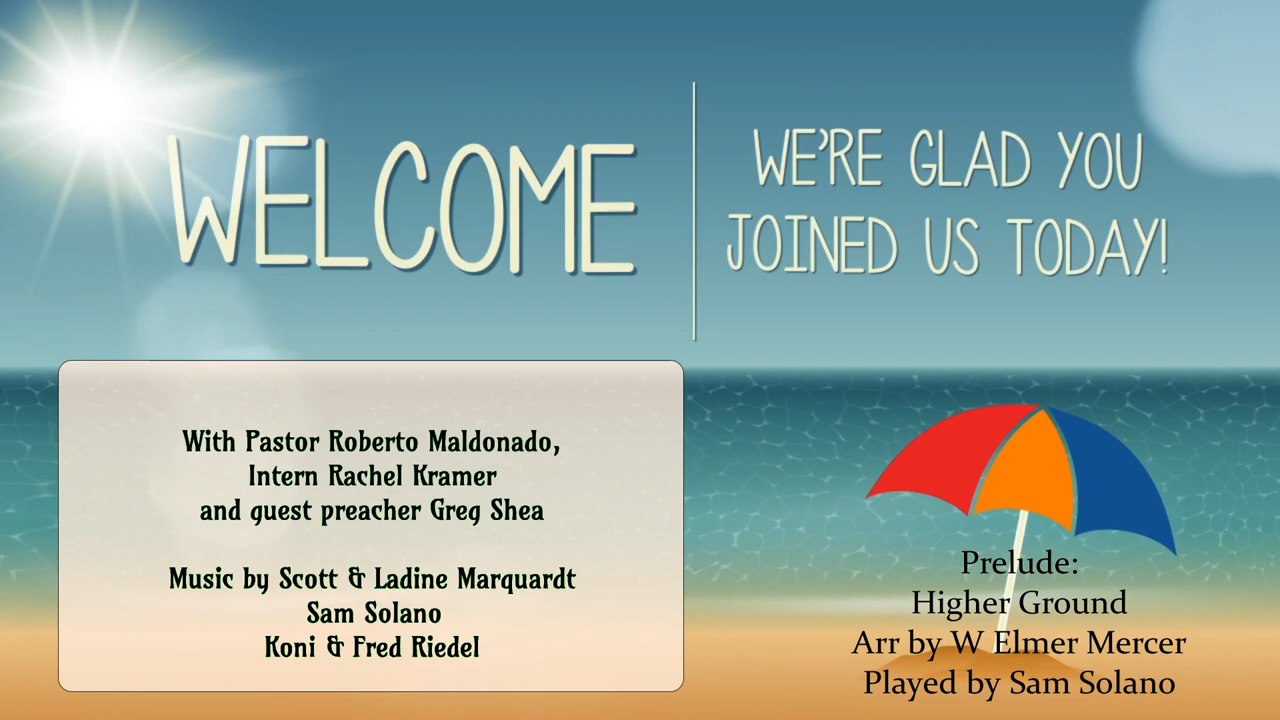 WELCOME
WE'RE GLAD YOU
JOINED US TODAY!
With Pastor Roberto Maldonado,
Intern Rachel Kramer
and guest preacher Greg Shea
Music by Scott & Ladine Marquardt
Sam Solano
Koni & Fred Riedel
Prelude:
Higher Ground
Arr by W Elmer Mercer
Played by Sam Solano